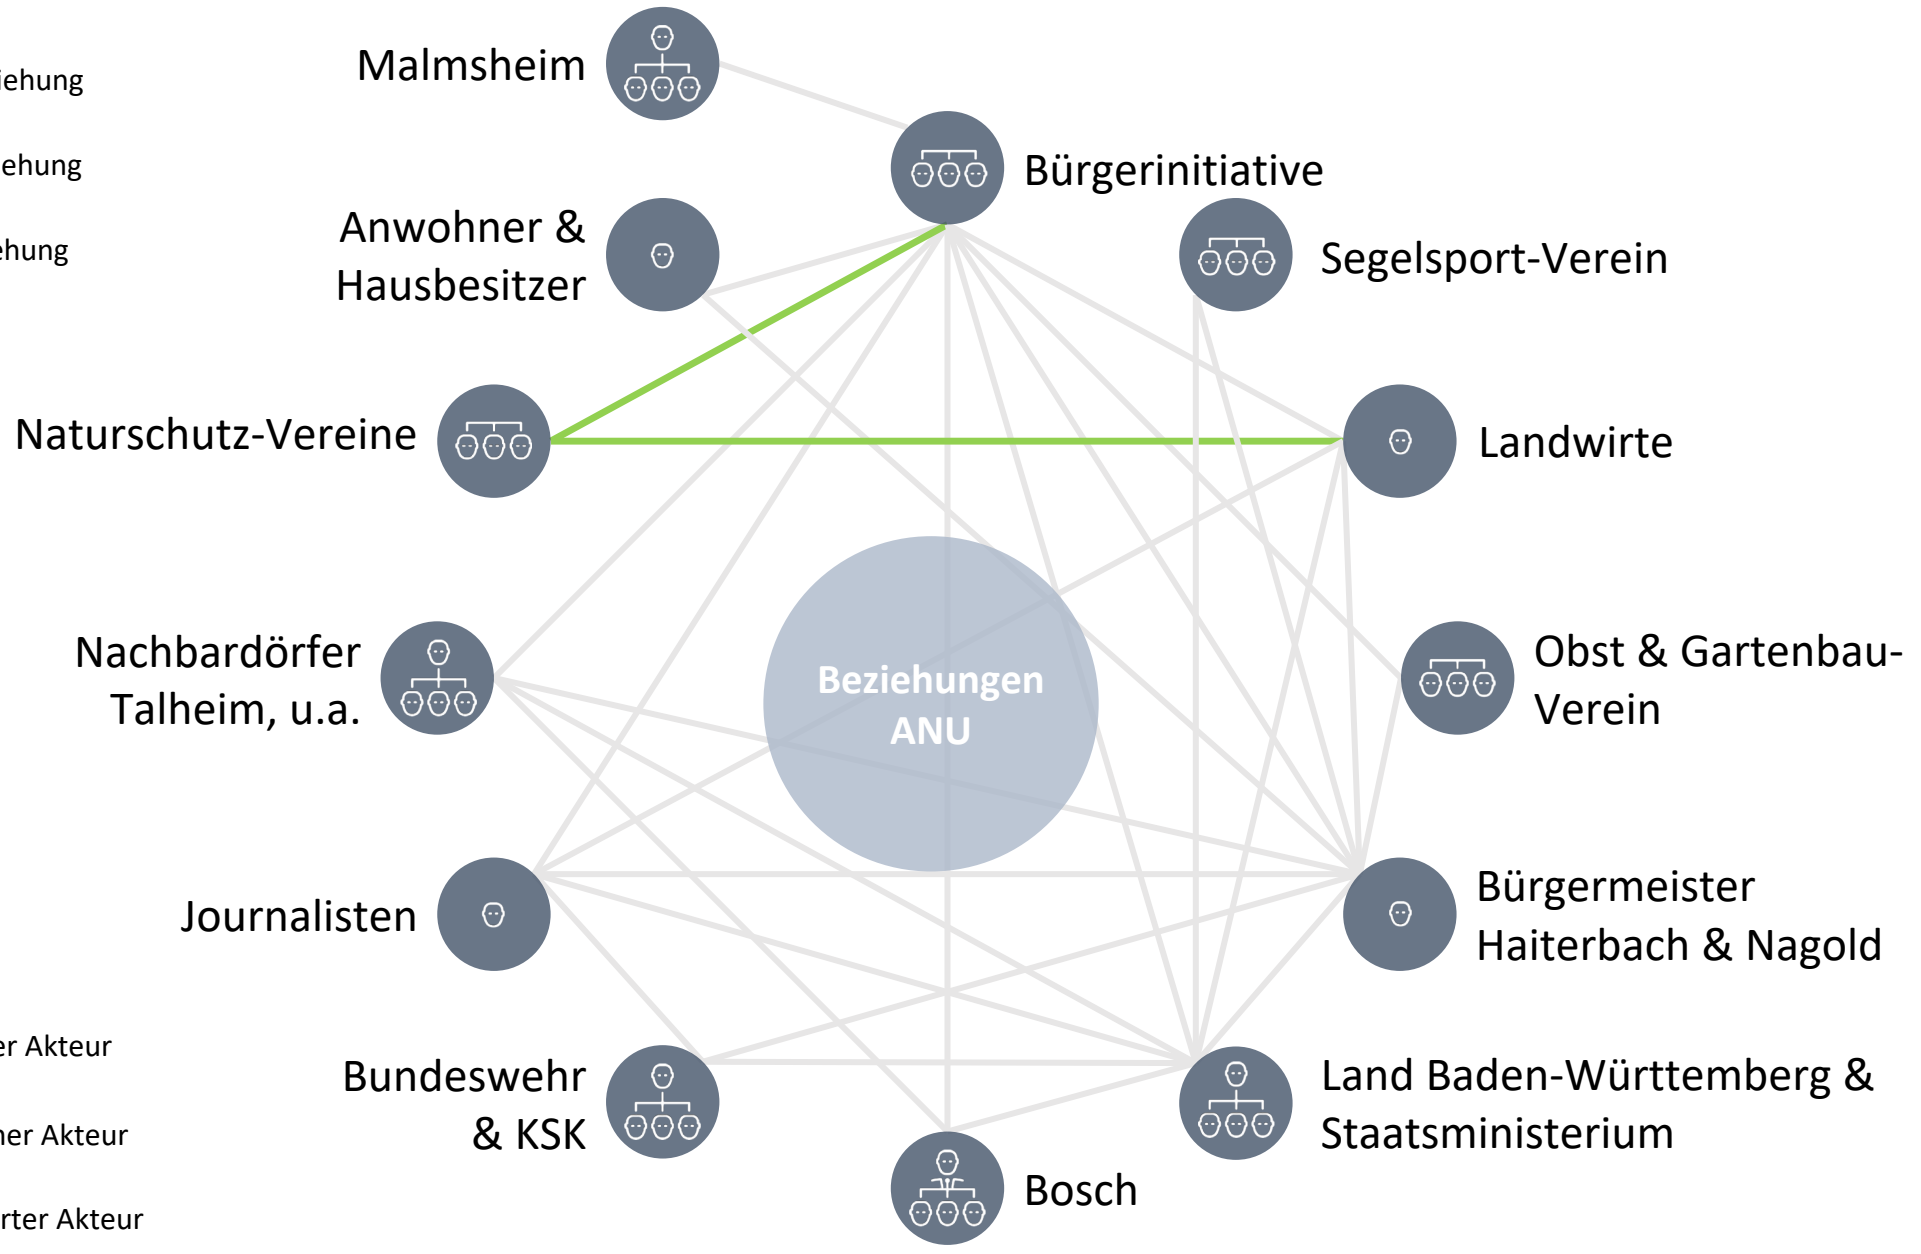 Malmsheim
iehung
Bürgerinitiative
ehung
Anwohner &
Hausbesitzer
Segelsport-Verein
ehung
Naturschutz-Vereine
Landwirte
Nachbardörfer
Talheim, u.a.
Beziehungen
ANU
Obst & Gartenbau-
Verein
Journalisten
Bürgermeister
Haiterbach & Nagold
er Akteur
Bundeswehr
& KSK
Land Baden-Württemberg &
Staatsministerium
ner Akteur
Bosch
rter Akteur